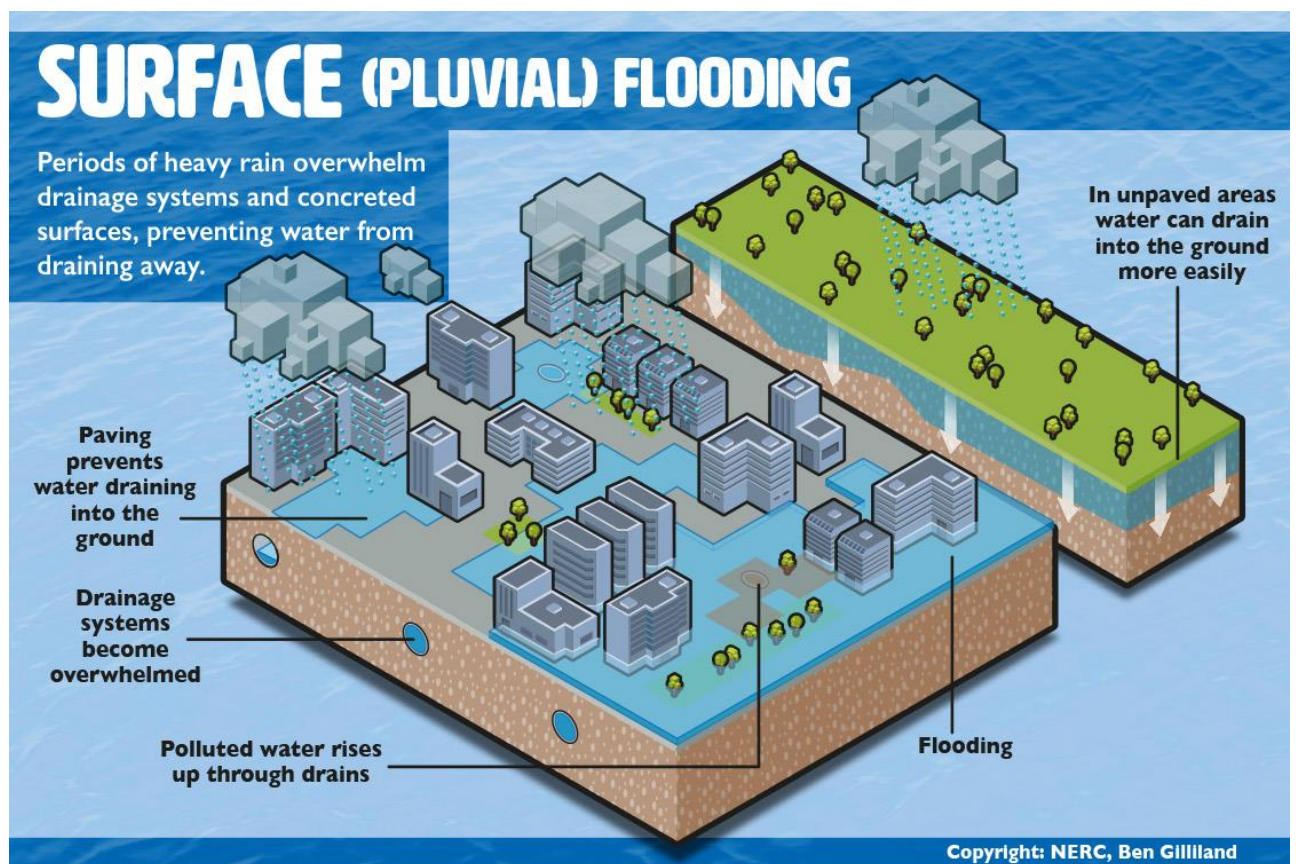 SURFACE (PLUVIAL) FLOODING
Periods of heavy rain overwhelm
drainage systems and concreted
surfaces, preventing water from
draining away.
In unpaved areas
water can drain
into the ground
more easily
Paving
prevents
water draining
into the
ground
Drainage
systems
become
overwhelmed
Polluted water rises
up through drains
Flooding
Copyright: NERC, Ben Gilliland